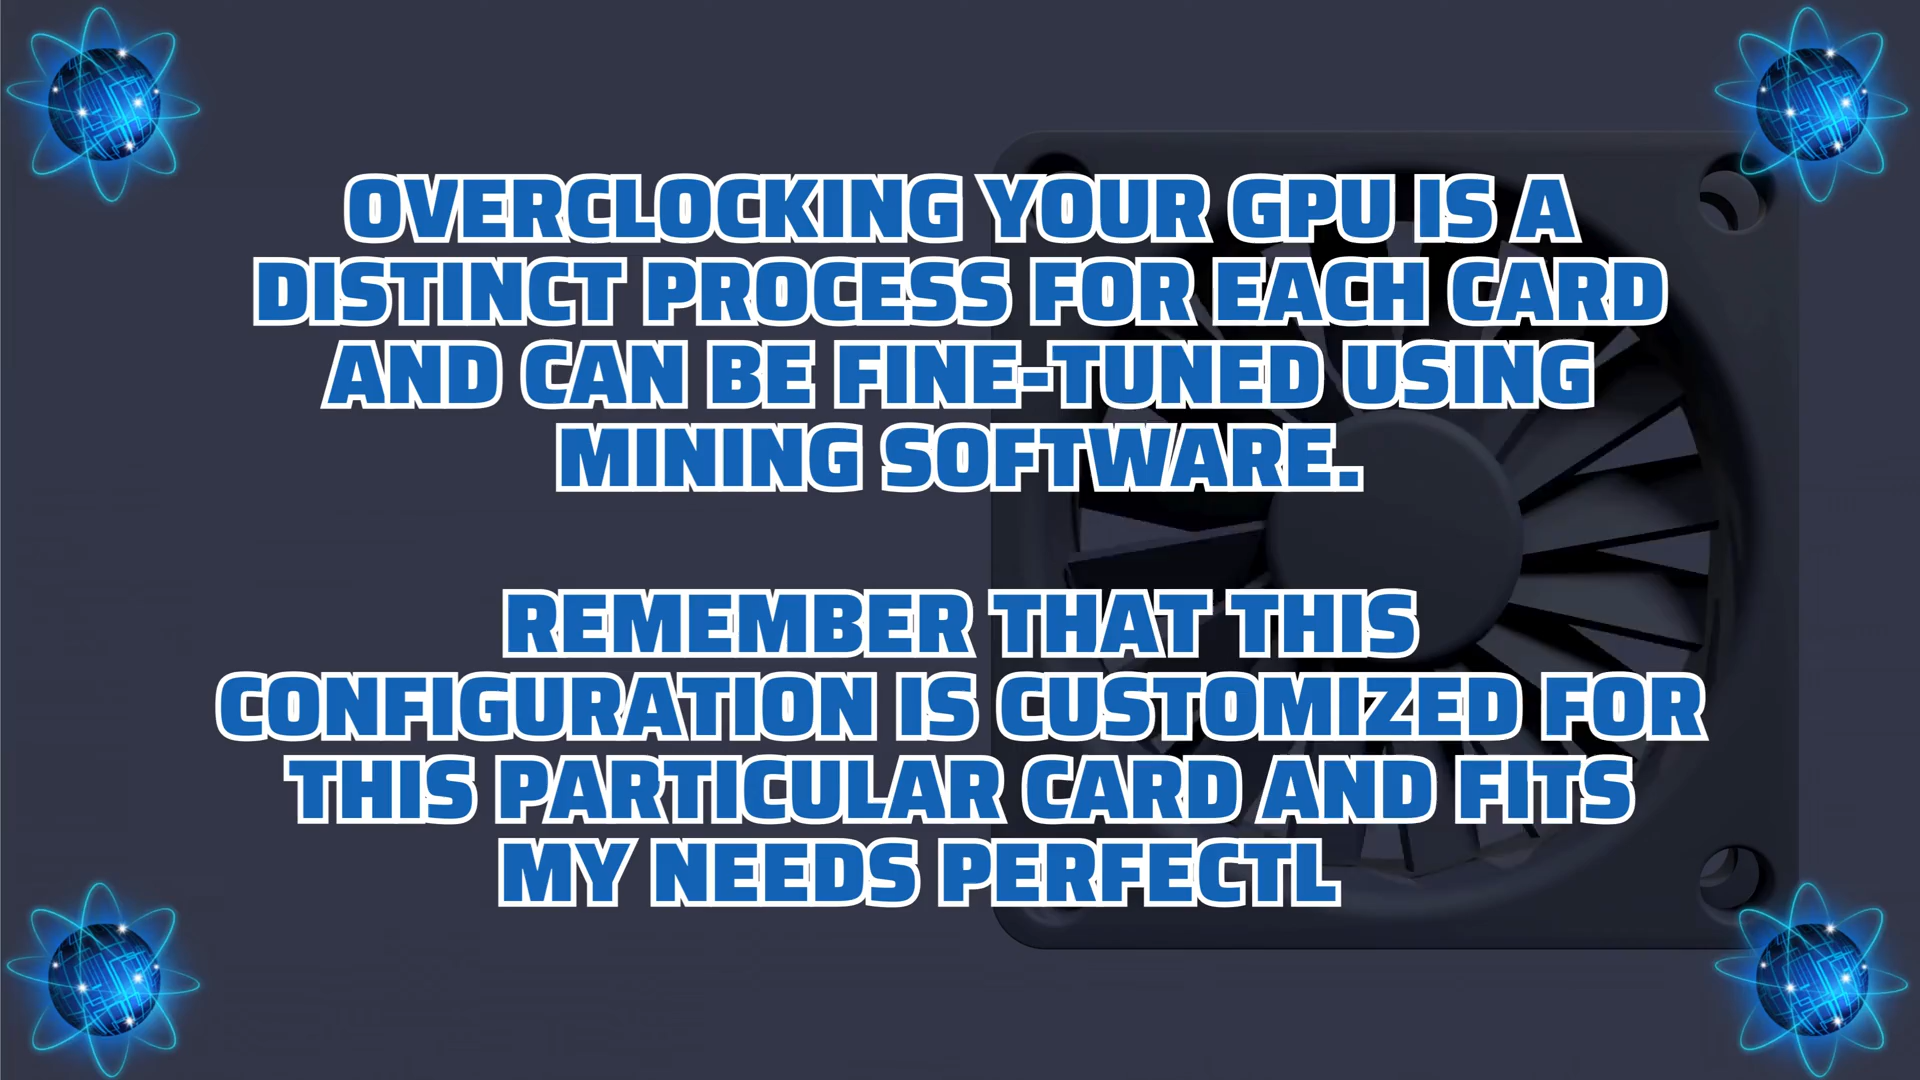 OVERCLOCKING YOUR GPU IS A
DISTINCT PROCESS FOR EACH CARD
AND CAN BE FINE-TUNED USING
MINING SOFTWARE.
REMEMBER THAT THIS
CONFIGURATION IS CUSTOMIZED FOR
THIS PARTICULAR CARD AND FITS
MY NEEDS PERFECTL